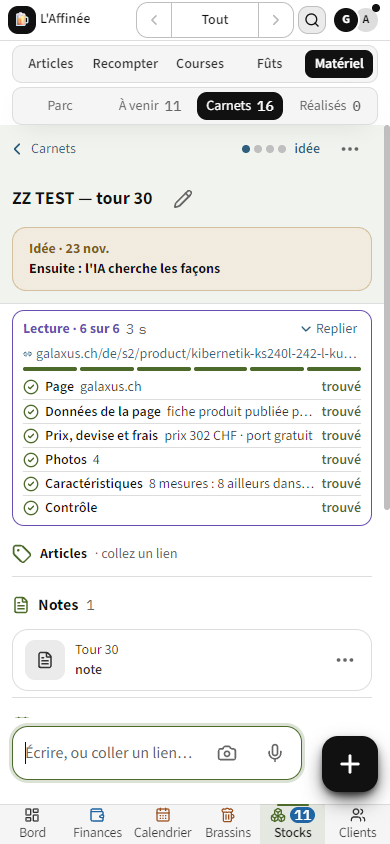 L'Affinée
Tout
G
A
Articles
Recompter
Courses
Fûts
Matériel
Parc
À venir 11
Carnets 16
Réalisés 0
Carnets
idée
ZZ TEST — tour 30
Idée · 23 nov.
Ensuite : l'IA cherche les façons
Lecture · 6 sur 6 3 s
Replier
galaxus.ch/de/s2/product/kibernetik-ks240l-242-l-ku…
Page galaxus.ch trouvé
Données de la page fiche produit publiée p… trouvé
Prix, devise et frais prix 302 CHF · port gratuit trouvé
Photos 4 trouvé
Caractéristiques 8 mesures : 8 ailleurs dans… trouvé
Contrôle trouvé
Articles · collez un lien
Notes 1
Tour 30
note
Écrire, ou coller un lien…
Bord
Finances
Calendrier
Brassins
11
Stocks
Clients